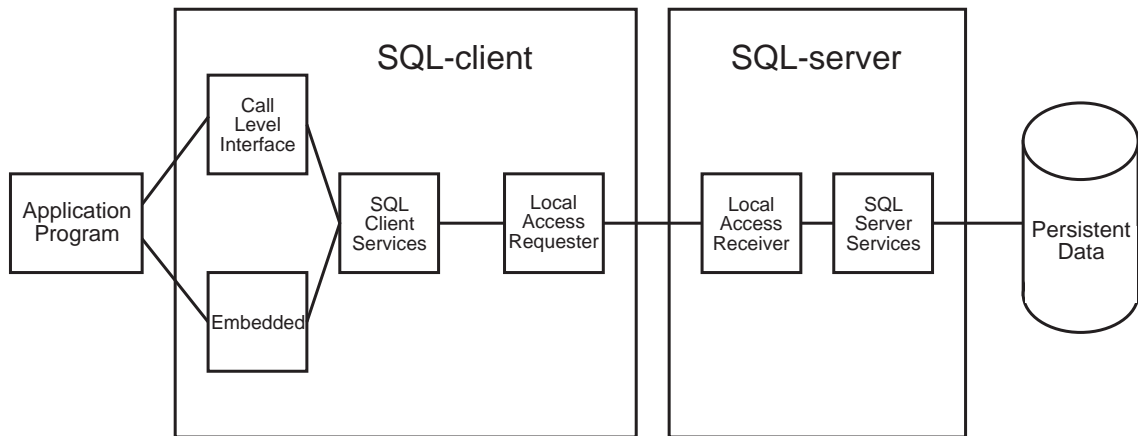 SQL-client
SQL-server
Call
Level
Interface
Application
Program
SQL
Client
Services
Local
Access
Requester
Local
Access
Receiver
SQL
Server
Services
Persistent
Data
Embedded